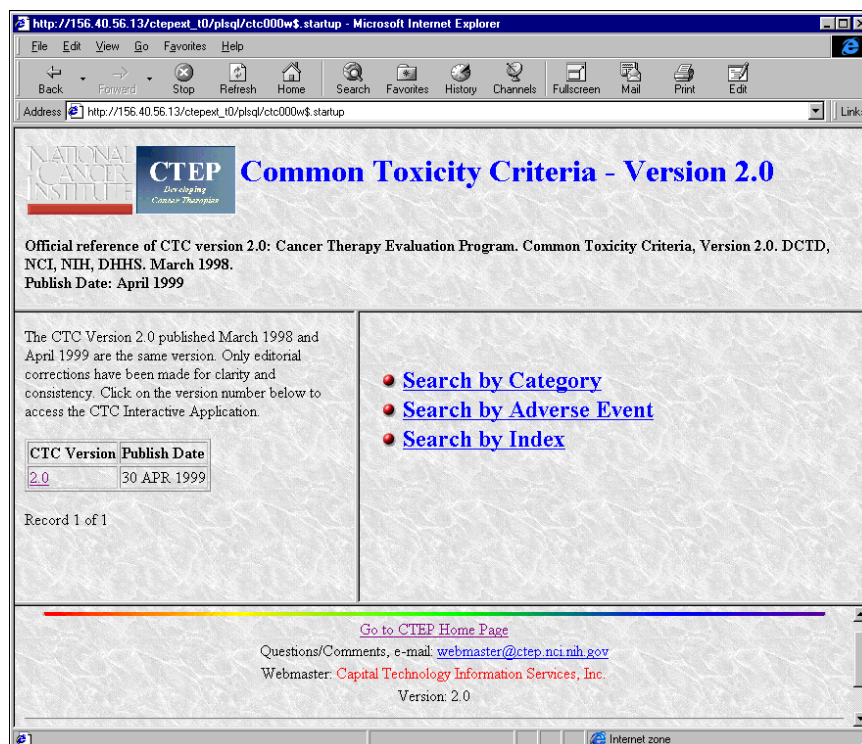 http://156.40.56.13/ctepext_t0/plsql/ctc000w$.startup - Microsoft Internet Explorer
File Edit View Go Favorites Help
Back Forward Stop Refresh Home Search Favorites History Channels Fullscreen Mail Print Edit
Address http://156.40.56.13/ctepext_t0/plsql/ctc000w$.startup Links
NATIONAL
CANCER
INSTITUTE
CTEP
Developing
Cancer Therapies
Common Toxicity Criteria - Version 2.0
Official reference of CTC version 2.0: Cancer Therapy Evaluation Program. Common Toxicity Criteria, Version 2.0. DCTD,
NCI, NIH, DHHS. March 1998.
Publish Date: April 1999
The CTC Version 2.0 published March 1998 and
April 1999 are the same version. Only editorial
corrections have been made for clarity and
consistency. Click on the version number below to
access the CTC Interactive Application.
CTC Version Publish Date
2.0 30 APR 1999
Record 1 of 1
Search by Category
Search by Adverse Event
Search by Index
Go to CTEP Home Page
Questions/Comments, e-mail: webmaster@ctep.nci.nih.gov
Webmaster: Capital Technology Information Services, Inc.
Version: 2.0
Internet zone